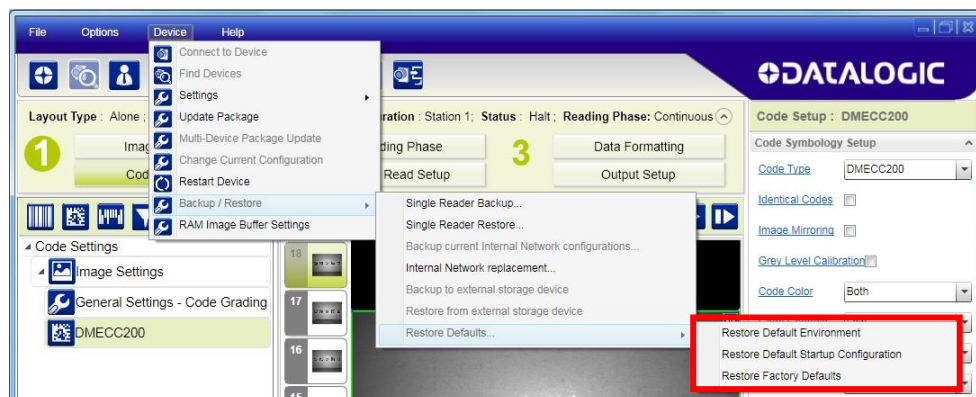 File Options Device Help
DATALOGIC
Connect to Device
Find Devices
Settings
Update Package
Multi-Device Package Update
Change Current Configuration
Restart Device
Backup / Restore
RAM Image Buffer Settings
Layout Type : Alone ;
ration : Station 1; Status : Halt ; Reading Phase: Continuous
1
Imag
ding Phase
3
Data Formatting
Cod
Read Setup
Output Setup
Single Reader Backup...
Single Reader Restore...
Backup current Internal Network configurations...
Internal Network replacement...
Backup to external storage device
Restore from external storage device
Restore Defaults...
Restore Default Environment
Restore Default Startup Configuration
Restore Factory Defaults
Code Settings
Image Settings
General Settings - Code Grading
DMECC200
18
17
16
15
Code Setup : DMECC200
Code Symbology Setup
Code Type DMECC200
Identical Codes
Image Mirroring
Grey Level Calibration
Code Color Both